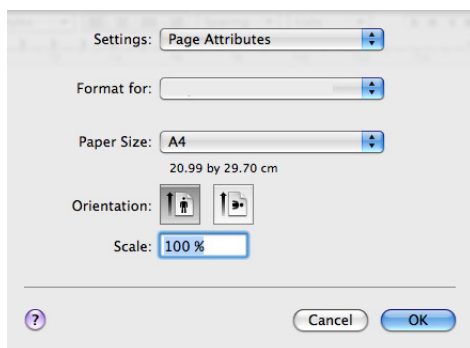 Settings: Page Attributes
Format for:
Paper Size: A4
20.99 by 29.70 cm
Orientation:
Scale: 100 %
? Cancel OK